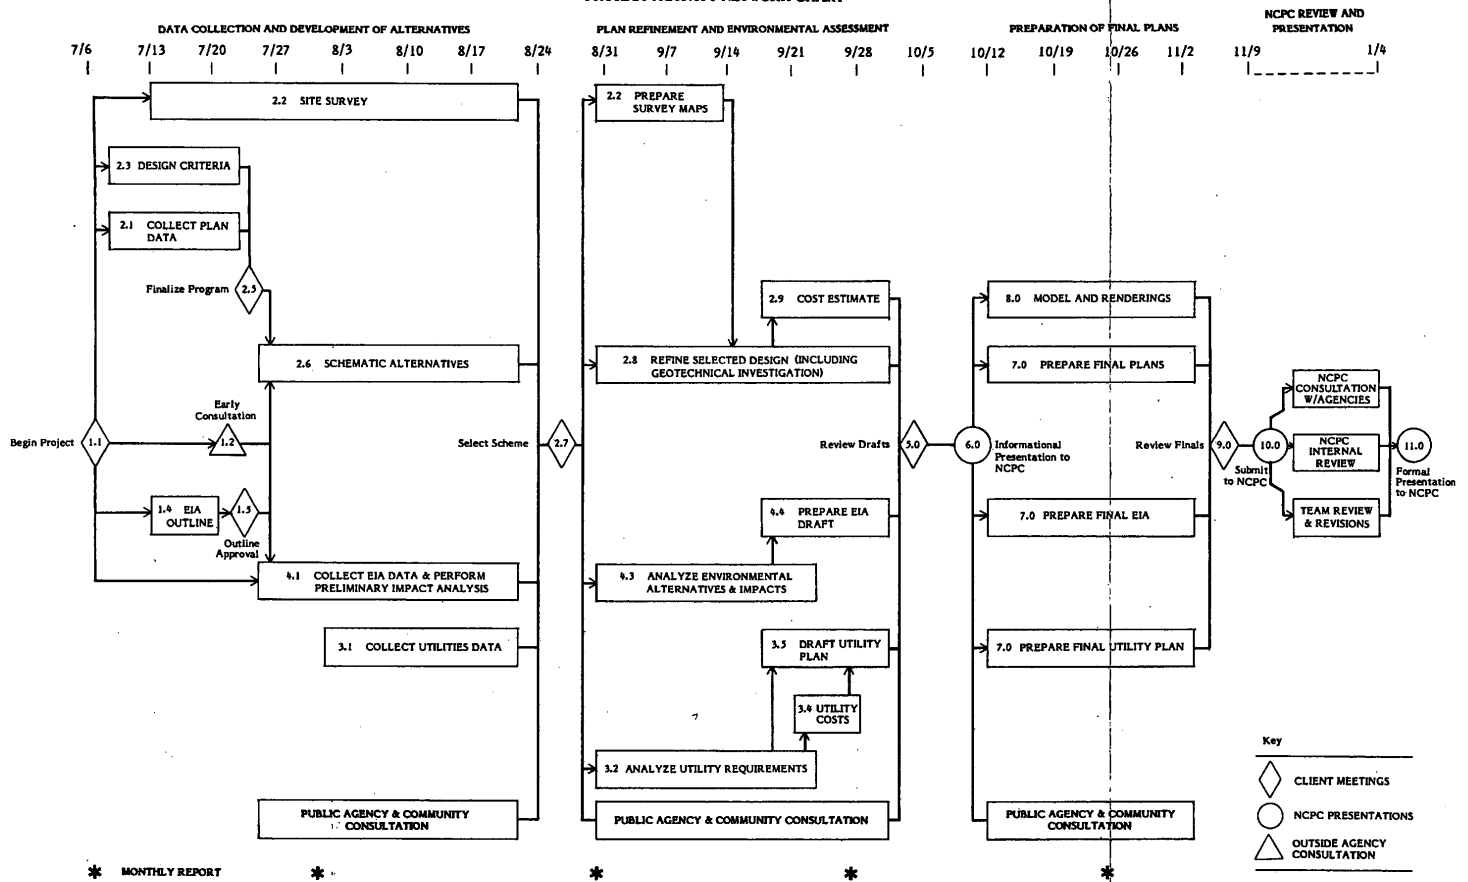 DATA COLLECTION AND DEVELOPMENT OF ALTERNATIVES
PLAN REFINEMENT AND ENVIRONMENTAL ASSESSMENT
PREPARATION OF FINAL PLANS
NCPC REVIEW AND
PRESENTATION
7/6 7/13 7/20 7/27 8/3 8/10 8/17 8/24 8/31 9/7 9/14 9/21 9/28 10/5 10/12 10/19 10/26 11/2 11/9 1/4
2.2 SITE SURVEY
2.3 DESIGN CRITERIA
2.1 COLLECT PLAN
DATA
Finalize Program
2.5
2.6 SCHEMATIC ALTERNATIVES
Early
Consultation
Begin Project
1.1
1.2
1.4 EIA
OUTLINE
1.5
Outline
Approval
4.1 COLLECT EIA DATA & PERFORM
PRELIMINARY IMPACT ANALYSIS
3.1 COLLECT UTILITIES DATA
PUBLIC AGENCY & COMMUNITY
CONSULTATION
Select Scheme
2.7
2.2 PREPARE
SURVEY MAPS
2.9 COST ESTIMATE
2.8 REFINE SELECTED DESIGN (INCLUDING
GEOTECHNICAL INVESTIGATION)
Review Drafts
5.0
4.4 PREPARE EIA
DRAFT
4.3 ANALYZE ENVIRONMENTAL
ALTERNATIVES & IMPACTS
3.5 DRAFT UTILITY
PLAN
3.4 UTILITY
COSTS
3.2 ANALYZE UTILITY REQUIREMENTS
PUBLIC AGENCY & COMMUNITY CONSULTATION
6.0
Informational
Presentation to
NCPC
8.0 MODEL AND RENDERINGS
7.0 PREPARE FINAL PLANS
7.0 PREPARE FINAL EIA
7.0 PREPARE FINAL UTILITY PLAN
PUBLIC AGENCY & COMMUNITY
CONSULTATION
Review Finals
9.0
10.0
Submit
to NCPC
NCPC
CONSULTATION
W/AGENCIES
NCPC
INTERNAL
REVIEW
TEAM REVIEW
& REVISIONS
11.0
Formal
Presentation
to NCPC
Key
CLIENT MEETINGS
NCPC PRESENTATIONS
OUTSIDE AGENCY
CONSULTATION
* MONTHLY REPORT * * * *